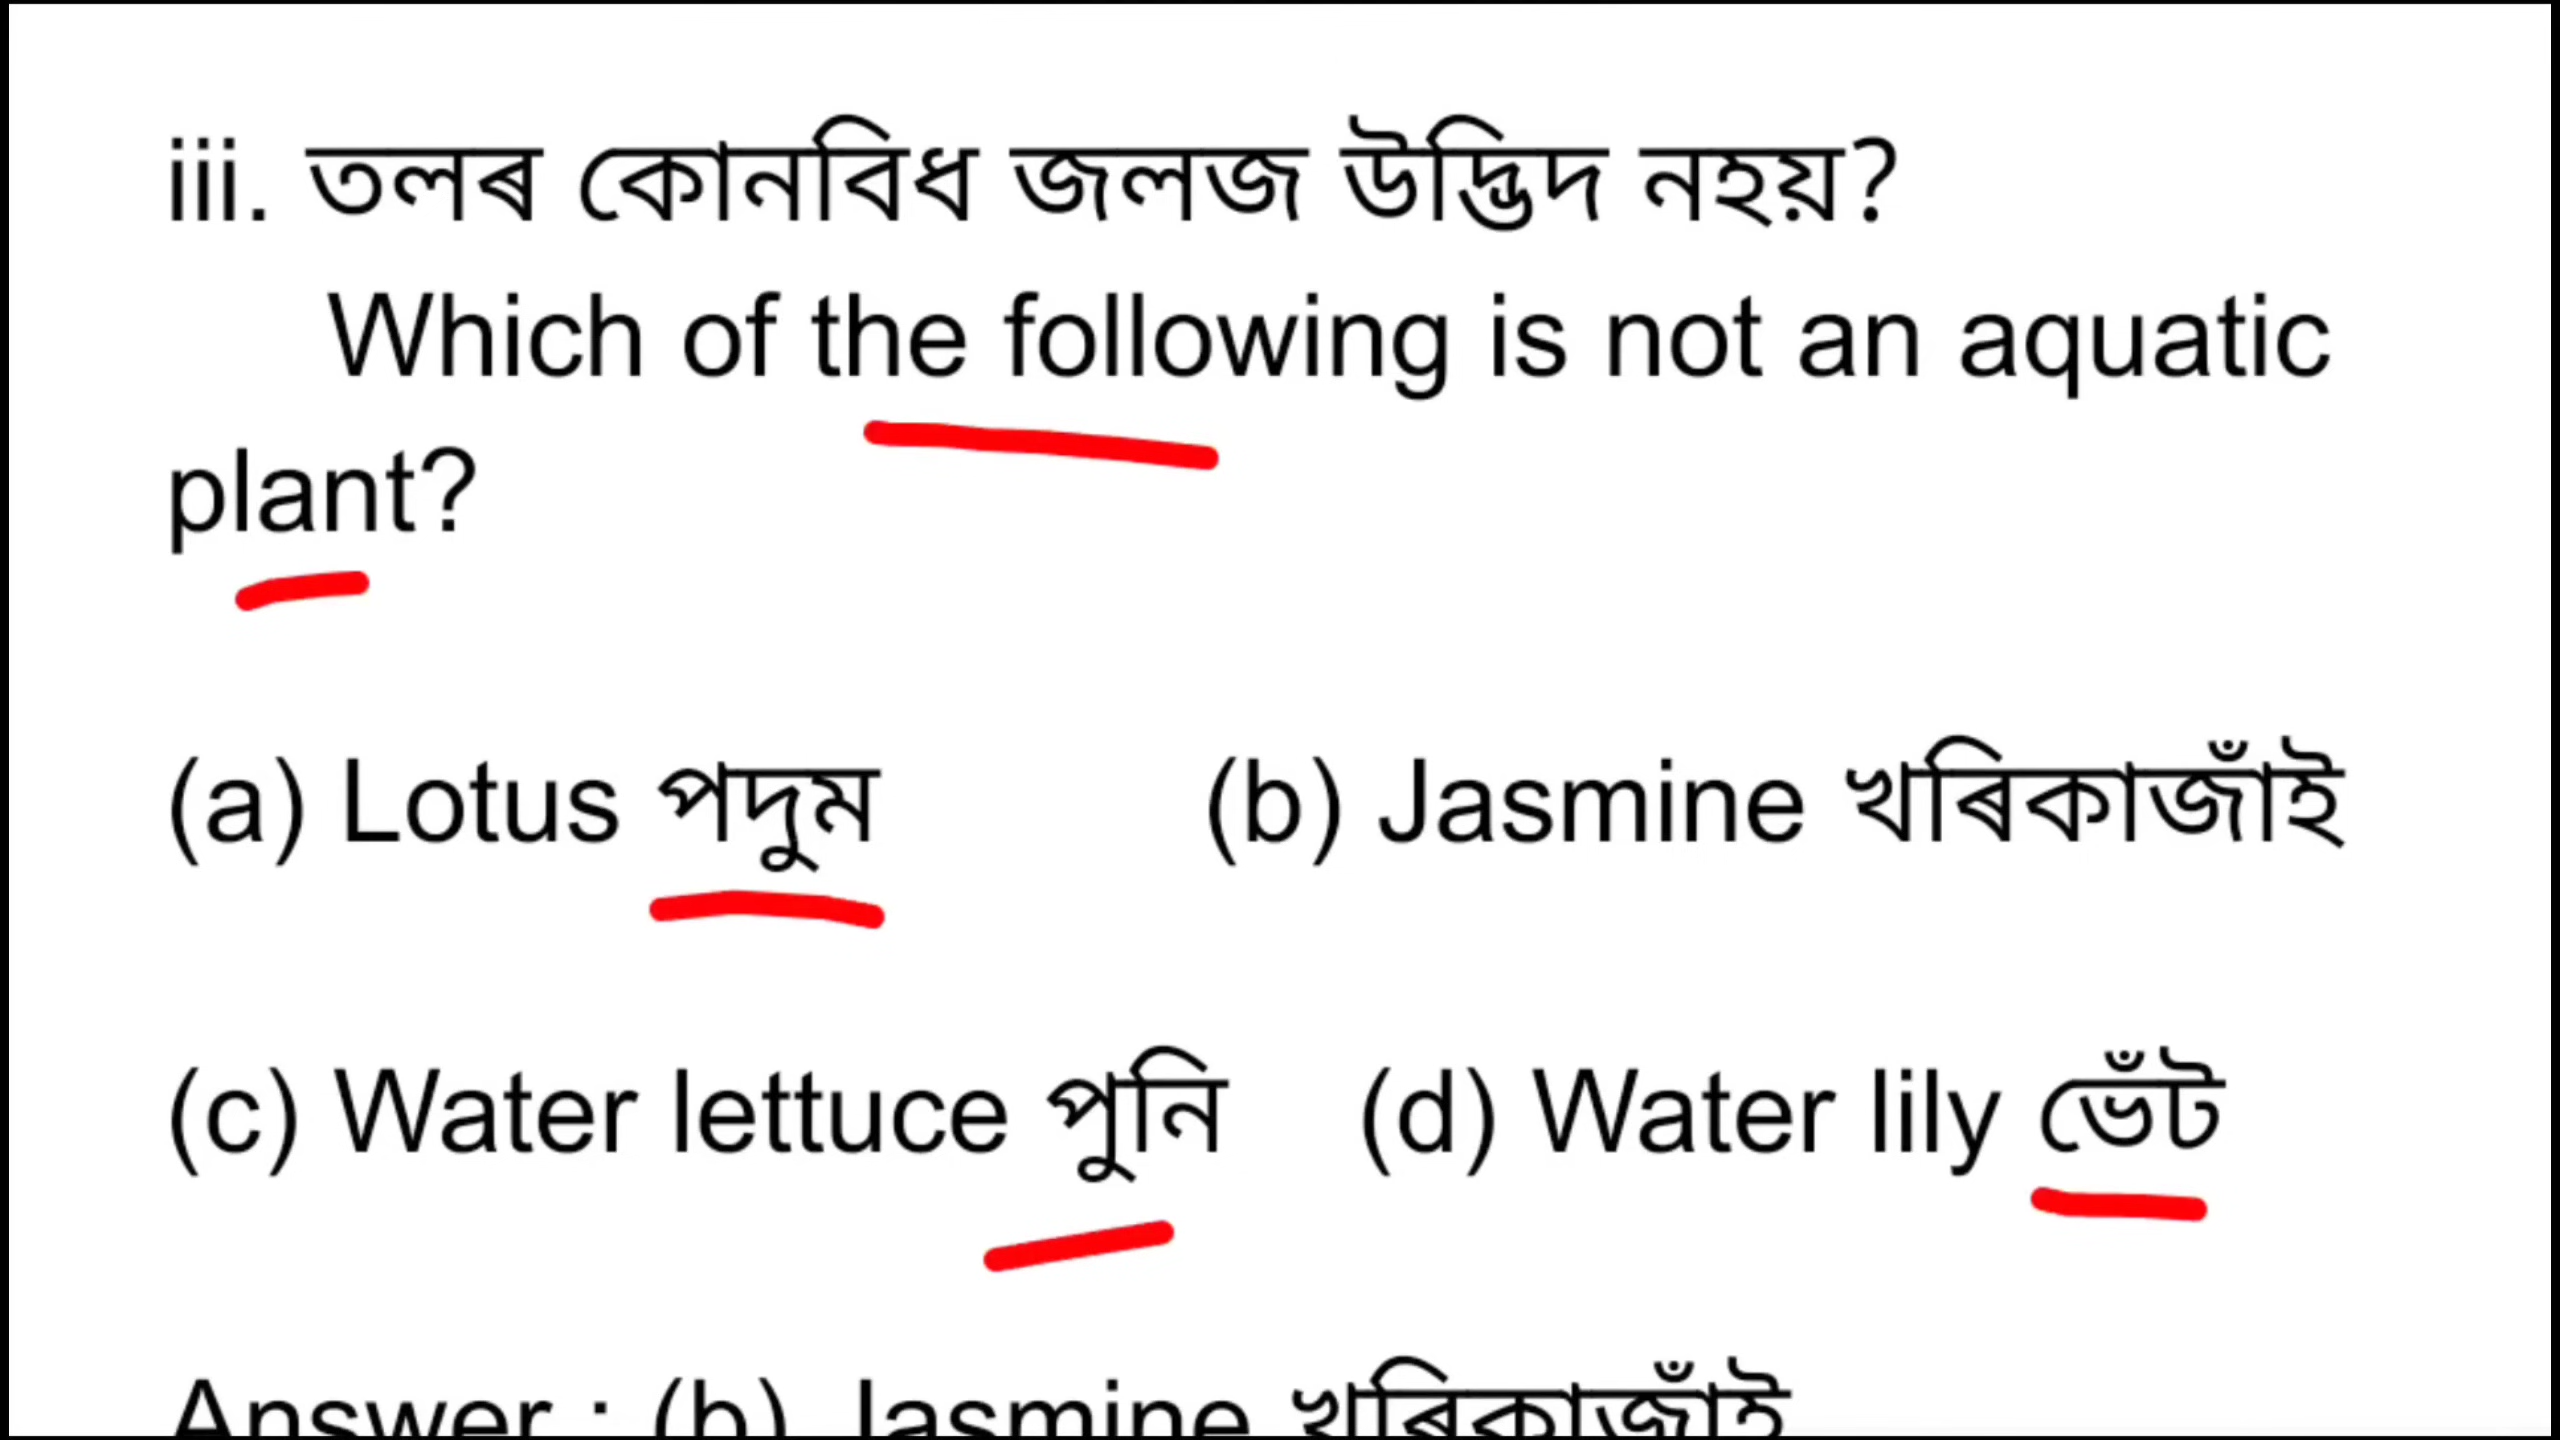 iii. তলৰ কোনবিধ জলজ উদ্ভিদ নহয়?
Which of the following is not an aquatic
plant?
(a) Lotus পদুম (b) Jasmine খৰিকাজাঁই
(c) Water lettuce পুনি (d) Water lily ভেঁট
Answer : (b) Jasmine খৰিকাজাঁই